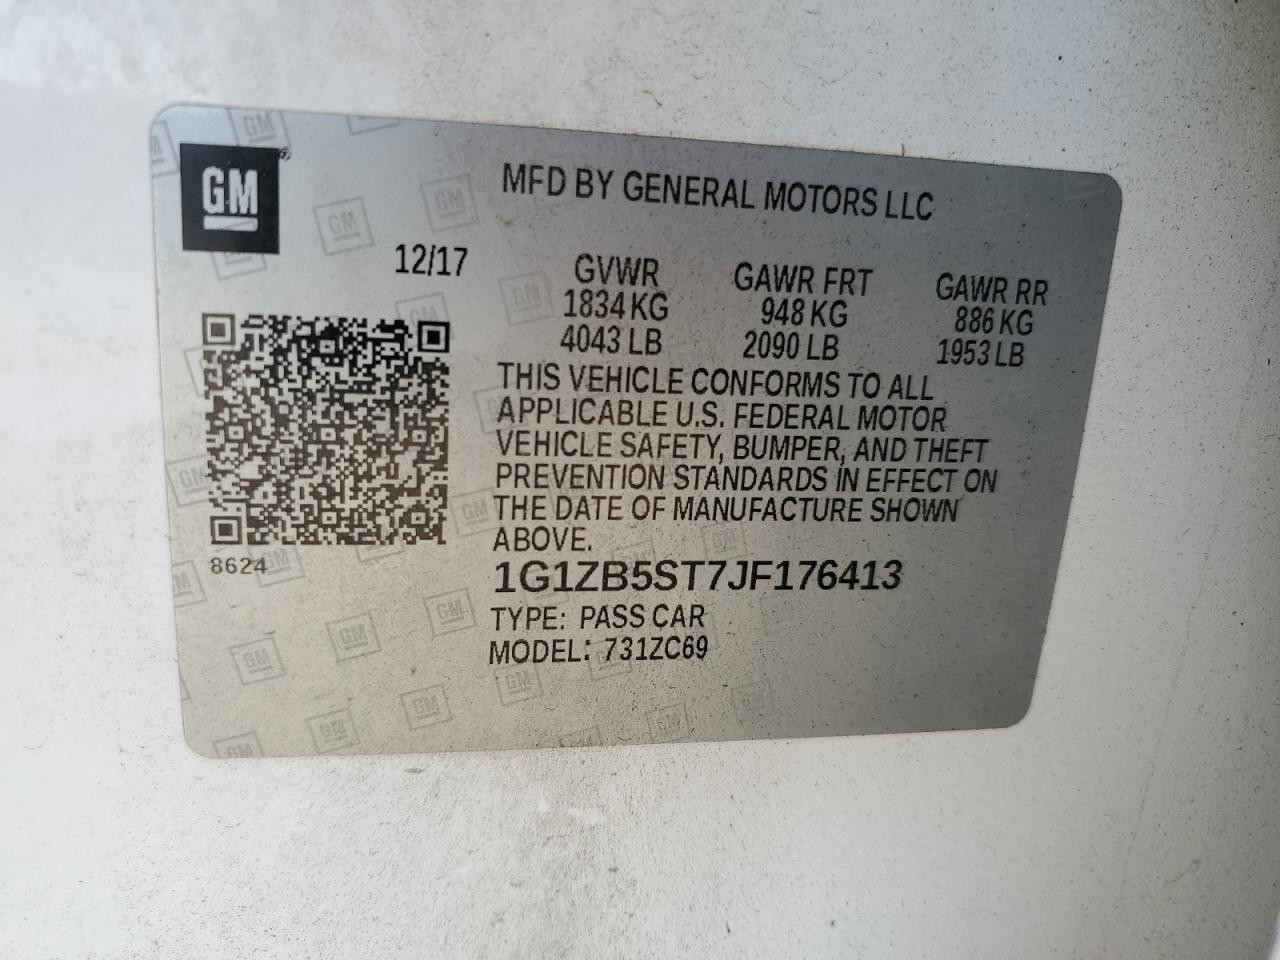 GM
MFD BY GENERAL MOTORS LLC
12/17
GVWR GAWR FRT GAWR RR
1834 KG 948 KG 886 KG
4043 LB 2090 LB 1953 LB
THIS VEHICLE CONFORMS TO ALL
APPLICABLE U.S. FEDERAL MOTOR
VEHICLE SAFETY, BUMPER, AND THEFT
PREVENTION STANDARDS IN EFFECT ON
THE DATE OF MANUFACTURE SHOWN
ABOVE.
8624
1G1ZB5ST7JF176413
TYPE: PASS CAR
MODEL: 731ZC69